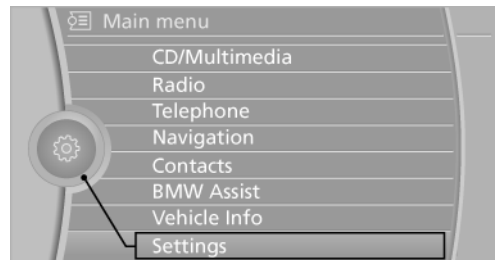 Main menu
CD/Multimedia
Radio
Telephone
Navigation
Contacts
BMW Assist
Vehicle Info
Settings